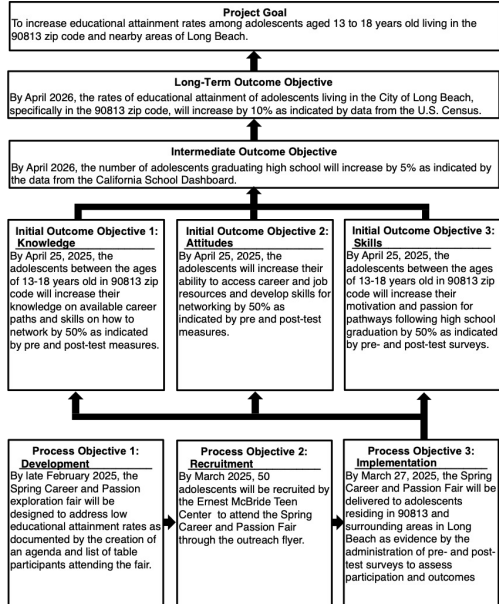 Project Goal
To increase educational attainment rates among adolescents aged 13 to 18 years old living in the
90813 zip code and nearby areas of Long Beach.
Long-Term Outcome Objective
By April 2026, the rates of educational attainment of adolescents living in the City of Long Beach,
specifically in the 90813 zip code, will increase by 10% as indicated by data from the U.S. Census.
Intermediate Outcome Objective
By April 2026, the number of adolescents graduating high school will increase by 5% as indicated by
the data from the California School Dashboard.
Initial Outcome Objective 1:
Knowledge
By April 25, 2025, the
adolescents between the ages
of 13-18 years old in 90813 zip
code will increase their
knowledge on available career
paths and skills on how to
network by 50% as indicated
by pre and post-test measures.
Initial Outcome Objective 2:
Attitudes
By April 25, 2025, the
adolescents will increase their
ability to access career and job
resources and develop skills for
networking by 50% as
indicated by pre and post-test
measures.
Initial Outcome Objective 3:
Skills
By April 25, 2025, the
adolescents between the ages
of 13-18 years old in 90813 zip
code will increase their
motivation and passion for
pathways following high school
graduation by 50% as indicated
by pre- and post-test surveys.
Process Objective 1:
Development
By late February 2025, the
Spring Career and Passion
exploration fair will be
designed to address low
educational attainment rates as
documented by the creation of
an agenda and list of table
participants attending the fair.
Process Objective 2:
Recruitment
By March 2025, 50
adolescents will be recruited by
the Ernest McBride Teen
Center to attend the Spring
Career and Passion Fair
through the outreach flyer.
Process Objective 3:
Implementation
By March 27, 2025, the Spring
Career and Passion Fair will be
delivered to adolescents
residing in 90813 and
surrounding areas in Long
Beach as evidence by the
administration of pre- and post-
test surveys to assess
participation and outcomes